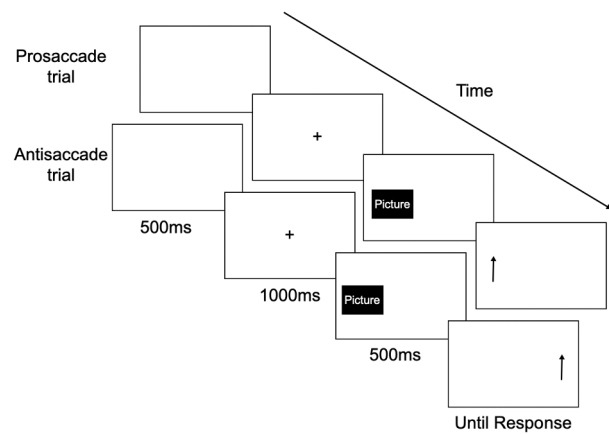 Prosaccade
trial
Time
+
Antisaccade
trial
Picture
500ms
+
1000ms
Picture
500ms
Until Response